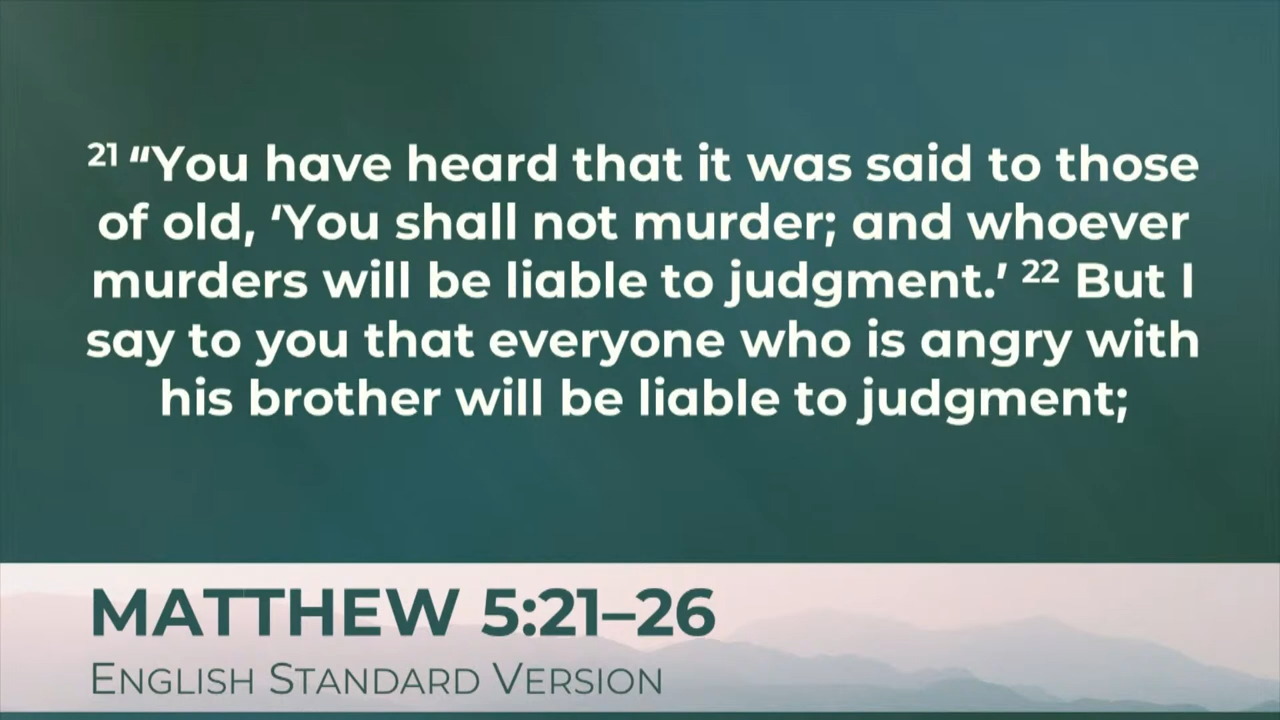 21 “You have heard that it was said to those
of old, ‘You shall not murder; and whoever
murders will be liable to judgment.’ 22 But I
say to you that everyone who is angry with
his brother will be liable to judgment;
MATTHEW 5:21–26
ENGLISH STANDARD VERSION